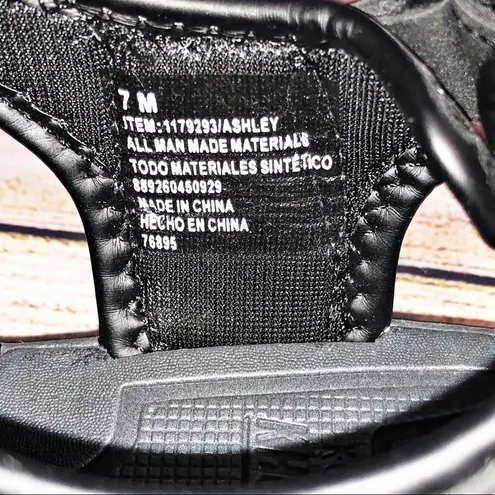 7 M
ITEM:1179293/ASHLEY
ALL MAN MADE MATERIALS
TODO MATERIALES SINTÉTICO
889260450929
MADE IN CHINA
HECHO EN CHINA
76895